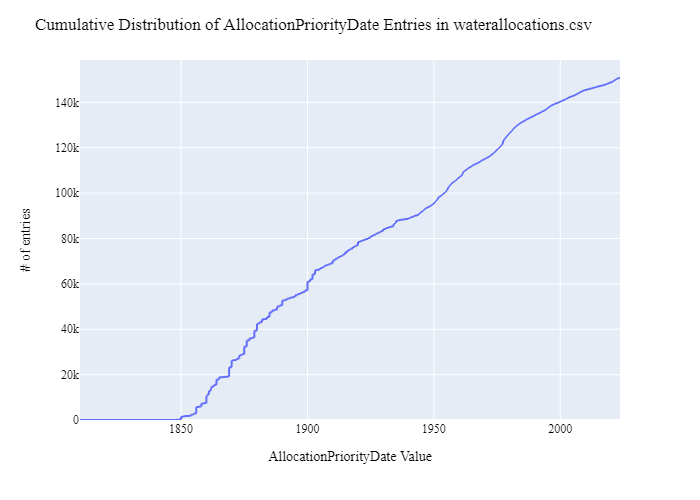 Cumulative Distribution of AllocationPriorityDate Entries in waterallocations.csv
# of entries
140k
120k
100k
80k
60k
40k
20k
0
1850 1900 1950 2000
AllocationPriorityDate Value